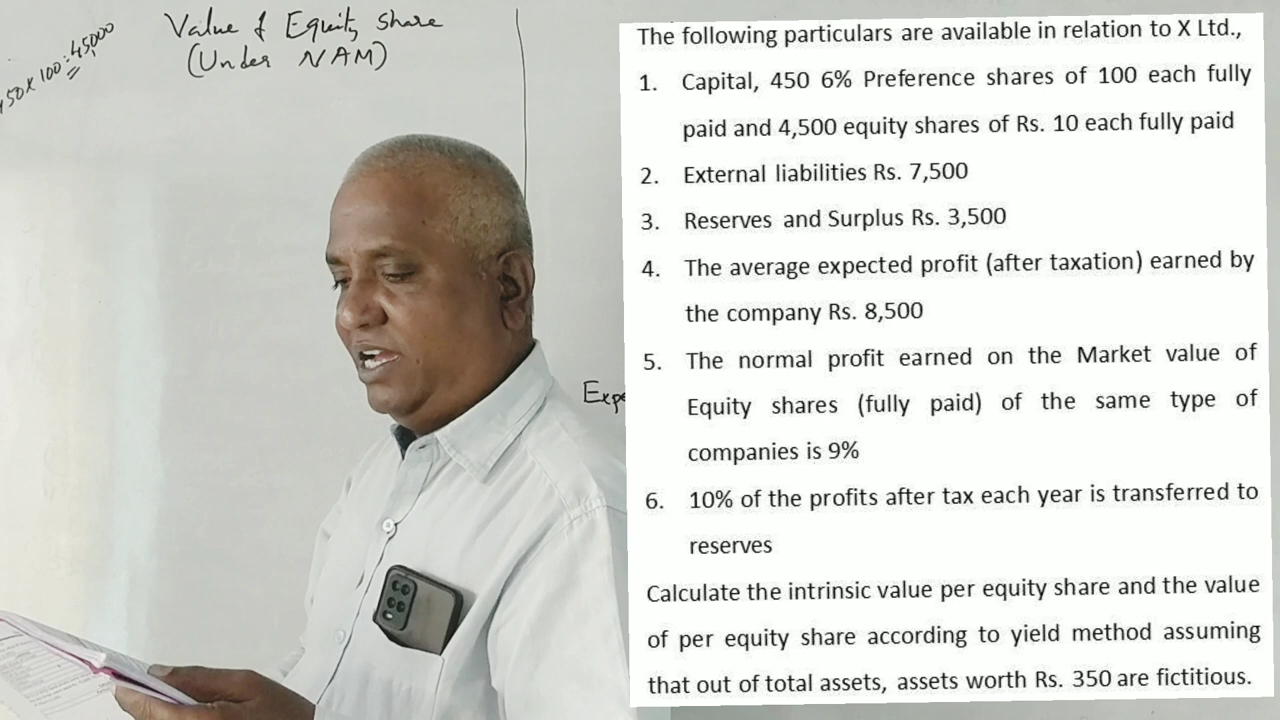 Value of Equity share
(Under NAM)
450 x 100 = 45,000
Expe
The following particulars are available in relation to X Ltd.,
1. Capital, 450 6% Preference shares of 100 each fully
paid and 4,500 equity shares of Rs. 10 each fully paid
2. External liabilities Rs. 7,500
3. Reserves and Surplus Rs. 3,500
4. The average expected profit (after taxation) earned by
the company Rs. 8,500
5. The normal profit earned on the Market value of
Equity shares (fully paid) of the same type of
companies is 9%
6. 10% of the profits after tax each year is transferred to
reserves
Calculate the intrinsic value per equity share and the value
of per equity share according to yield method assuming
that out of total assets, assets worth Rs. 350 are fictitious.